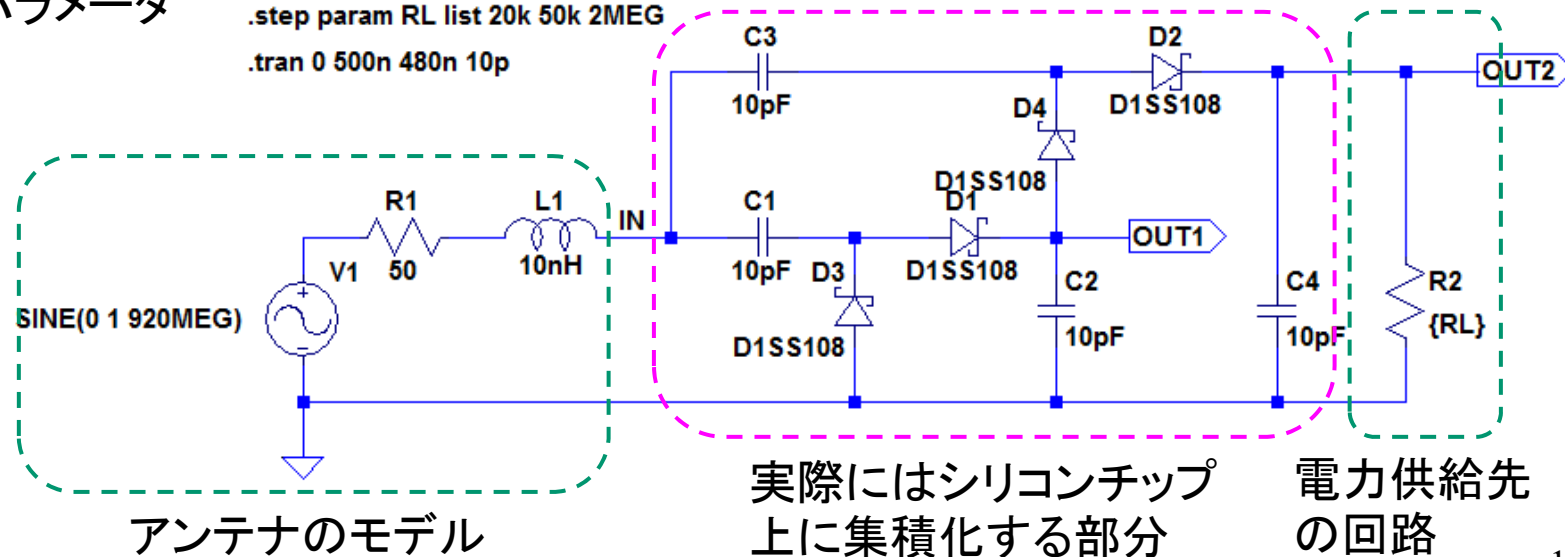 パラメータ
.step param RL list 20k 50k 2MEG
.tran 0 500n 480n 10p
C3
10pF
D2
D1SS108
OUT2
D4
D1SS108
R1
50
L1
10nH
IN
C1
10pF
D1
D1SS108
OUT1
V1
SINE(0 1 920MEG)
D3
D1SS108
C2
10pF
C4
10pF
R2
{RL}
アンテナのモデル
実際にはシリコンチップ
上に集積化する部分
電力供給先
の回路